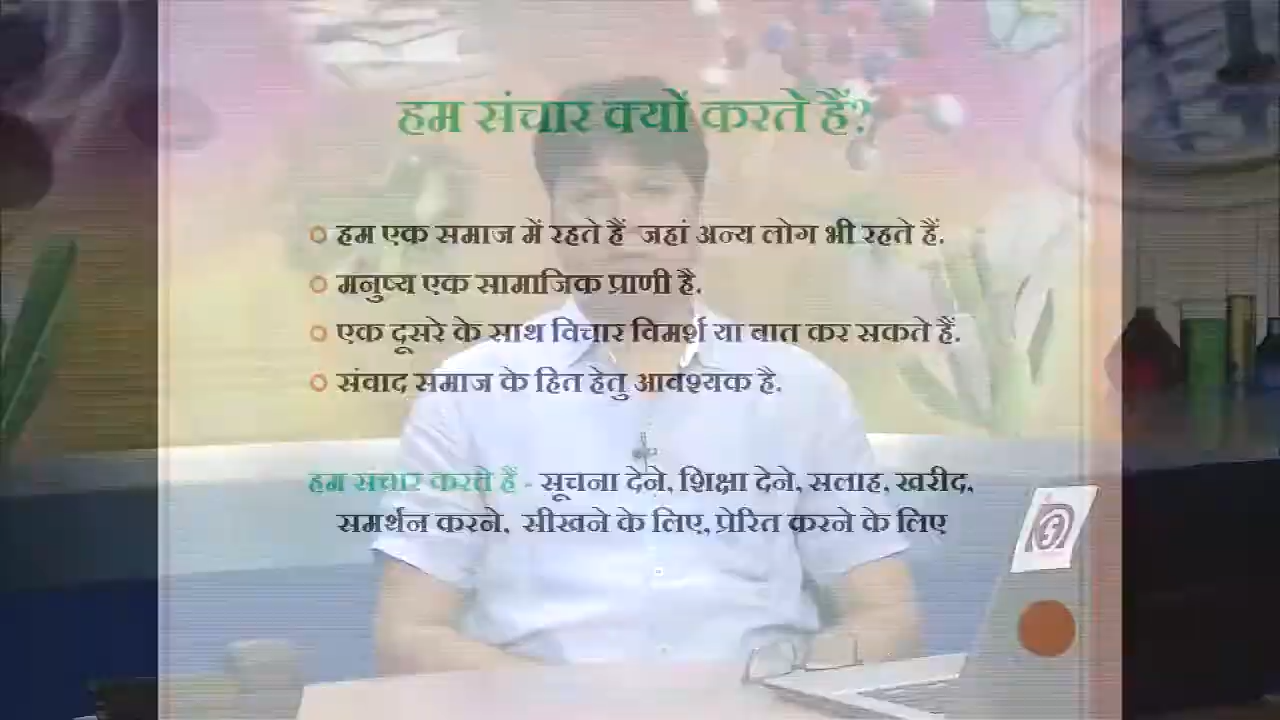 हम संचार क्यों करते हैं?
हम एक समाज में रहते हैं जहां अन्य लोग भी रहते हैं.
मनुष्य एक सामाजिक प्राणी है.
एक दूसरे के साथ विचार विमर्श या बात कर सकते हैं.
संवाद समाज के हित हेतु आवश्यक है.
हम संचार करते हैं - सूचना देने, शिक्षा देने, सलाह, खरीद,
समर्थन करने, सीखने के लिए, प्रेरित करने के लिए